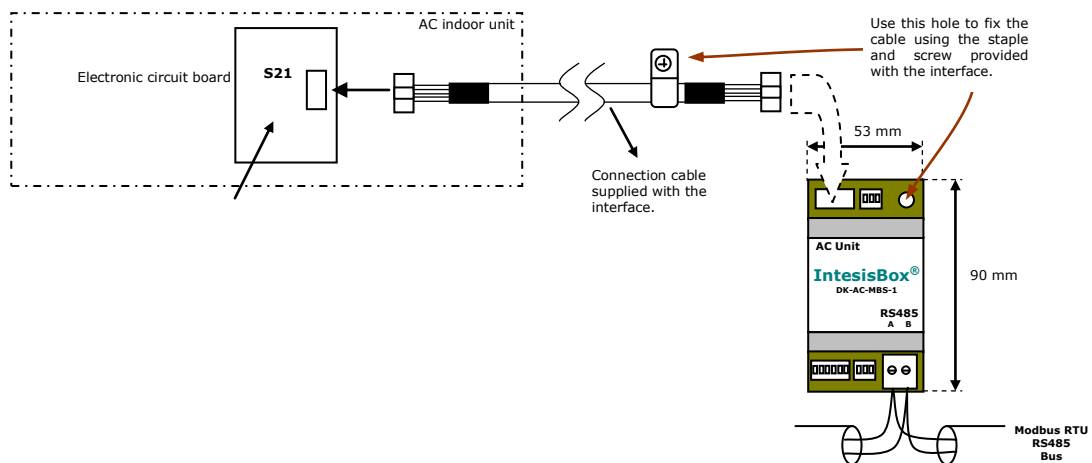 AC indoor unit
Electronic circuit board
S21
Use this hole to fix the
cable using the staple
and screw provided
with the interface.
Connection cable
supplied with the
interface.
53 mm
90 mm
AC Unit
IntesisBox®
DK-AC-MBS-1
RS485
A B
Modbus RTU
RS485
Bus